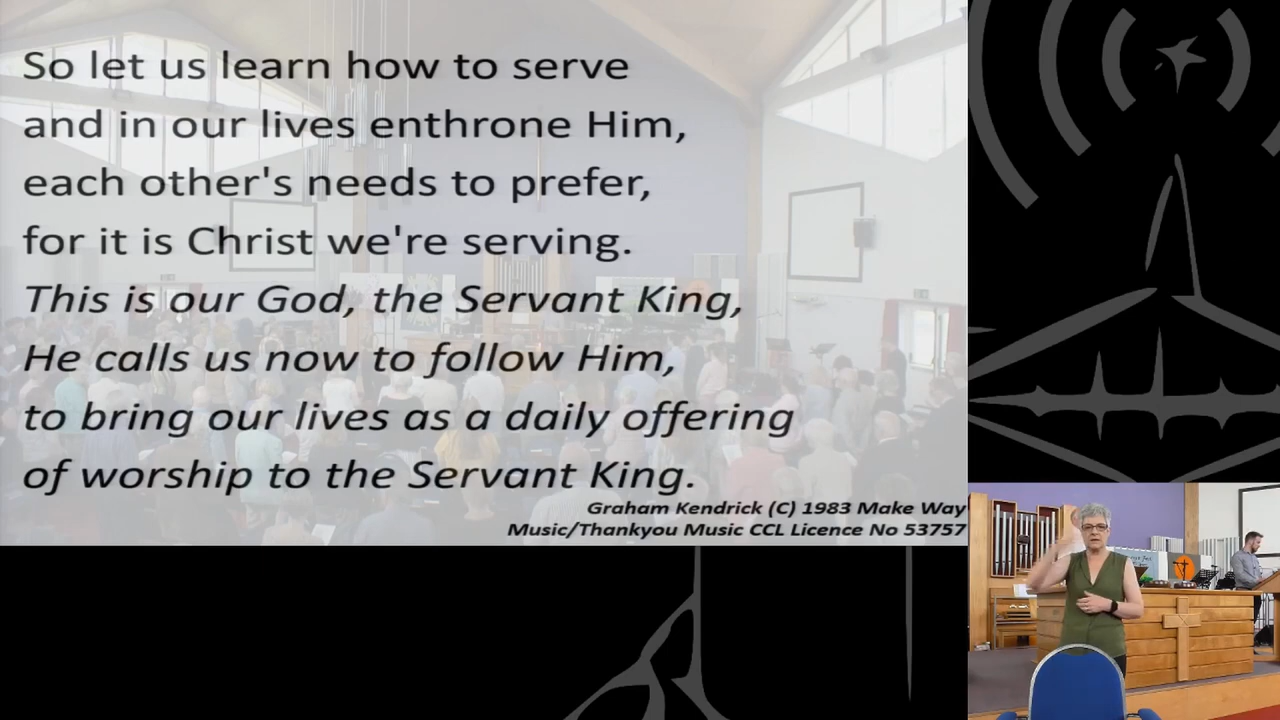 So let us learn how to serve
and in our lives enthrone Him,
each other's needs to prefer,
for it is Christ we're serving.
This is our God, the Servant King,
He calls us now to follow Him,
to bring our lives as a daily offering
of worship to the Servant King.
Graham Kendrick (C) 1983 Make Way
Music/Thankyou Music CCL Licence No 53757